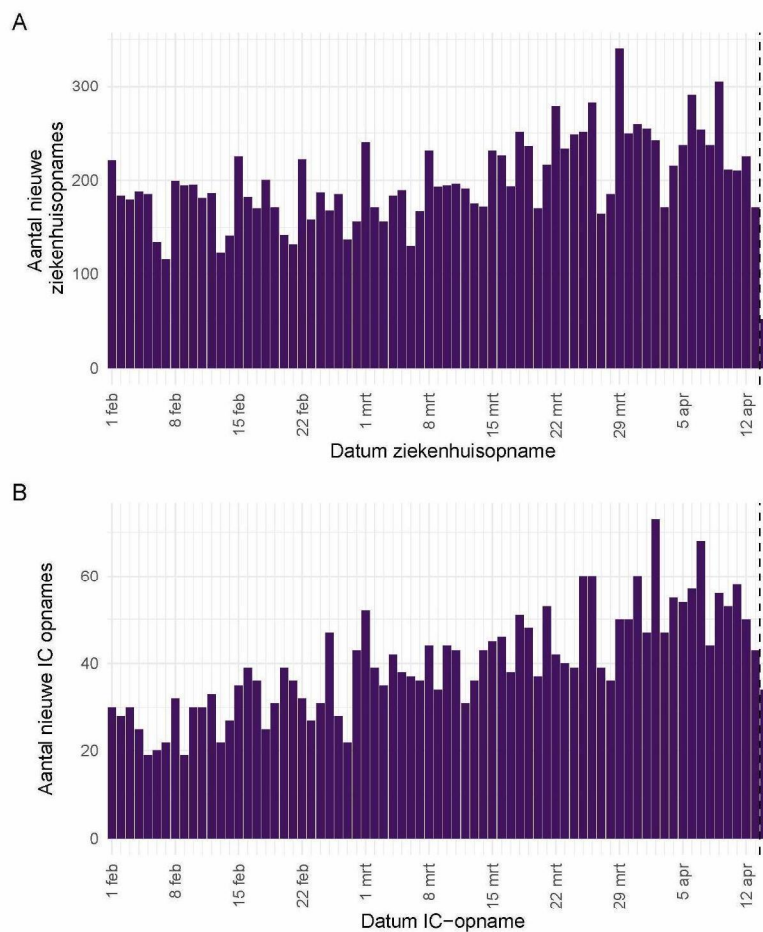 A
Aantal nieuwe
ziekenhuisopnames
300
200
100
0
1 feb
8 feb
15 feb
22 feb
1 mrt
8 mrt
15 mrt
22 mrt
29 mrt
5 apr
12 apr
Datum ziekenhuisopname
B
Aantal nieuwe IC opnames
60
40
20
0
1 feb
8 feb
15 feb
22 feb
1 mrt
8 mrt
15 mrt
22 mrt
29 mrt
5 apr
12 apr
Datum IC−opname